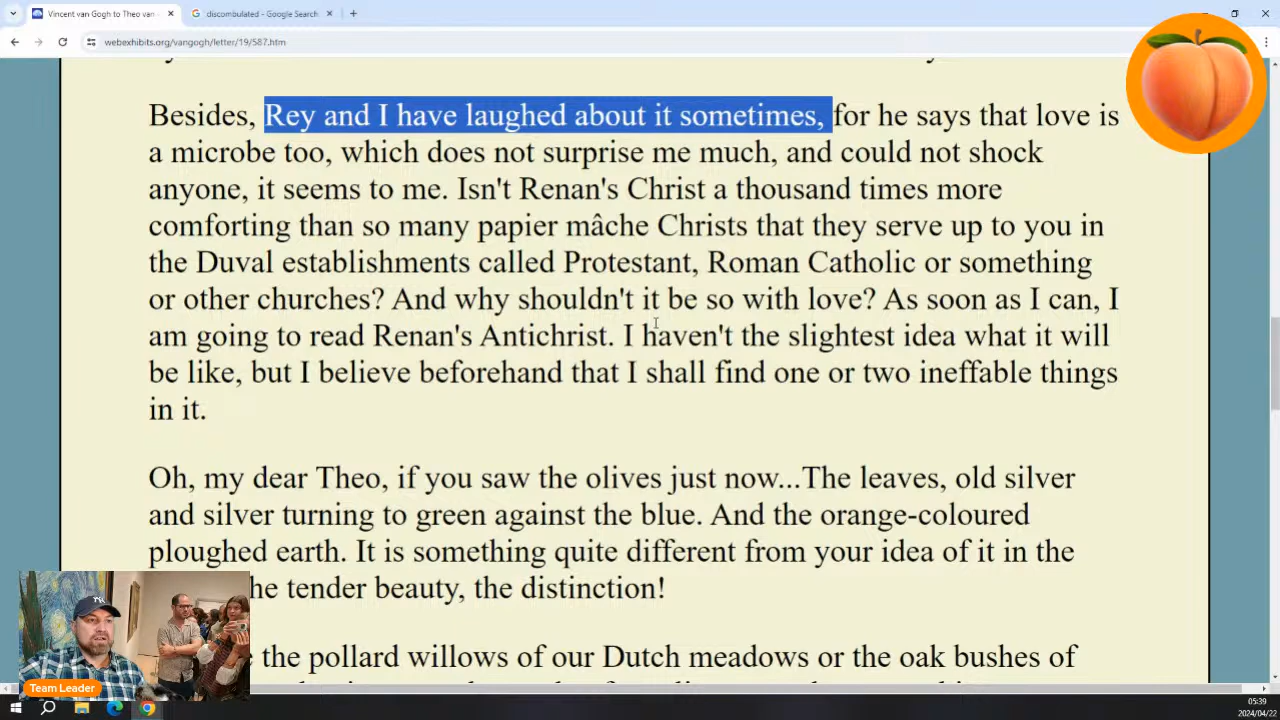 Vincent van Gogh to Theo van
discombulated - Google Search
webexhibits.org/vangogh/letter/19/587.htm
Besides, Rey and I have laughed about it sometimes, for he says that love is
a microbe too, which does not surprise me much, and could not shock
anyone, it seems to me. Isn't Renan's Christ a thousand times more
comforting than so many papier mâche Christs that they serve up to you in
the Duval establishments called Protestant, Roman Catholic or something
or other churches? And why shouldn't it be so with love? As soon as I can, I
am going to read Renan's Antichrist. I haven't the slightest idea what it will
be like, but I believe beforehand that I shall find one or two ineffable things
in it.
Oh, my dear Theo, if you saw the olives just now...The leaves, old silver
and silver turning to green against the blue. And the orange-coloured
ploughed earth. It is something quite different from your idea of it in the
he tender beauty, the distinction!
the pollard willows of our Dutch meadows or the oak bushes of
Team Leader
05:39
2024/04/22